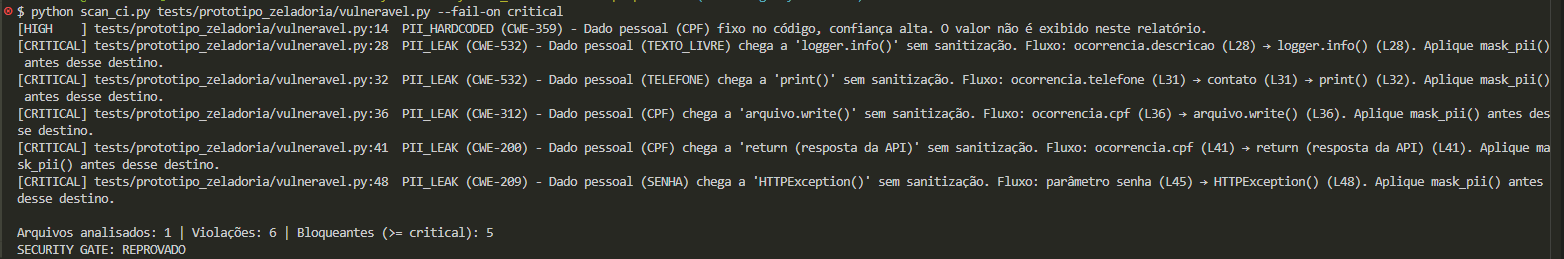 $ python scan_ci.py tests/prototipo_zeladoria/vulneravel.py --fail-on critical
[HIGH    ] tests/prototipo_zeladoria/vulneravel.py:14  PII_HARDCODED (CWE-359) - Dado pessoal (CPF) fixo no código, confiança alta. O valor não é exibido neste relatório.
[CRITICAL] tests/prototipo_zeladoria/vulneravel.py:28  PII_LEAK (CWE-532) - Dado pessoal (TEXTO_LIVRE) chega a 'logger.info()' sem sanitização. Fluxo: ocorrencia.descricao (L28) → logger.info() (L28). Aplique mask_pii()
 antes desse destino.
[CRITICAL] tests/prototipo_zeladoria/vulneravel.py:32  PII_LEAK (CWE-532) - Dado pessoal (TELEFONE) chega a 'print()' sem sanitização. Fluxo: ocorrencia.telefone (L31) → contato (L31) → print() (L32). Aplique mask_pii()
 antes desse destino.
[CRITICAL] tests/prototipo_zeladoria/vulneravel.py:36  PII_LEAK (CWE-312) - Dado pessoal (CPF) chega a 'arquivo.write()' sem sanitização. Fluxo: ocorrencia.cpf (L36) → arquivo.write() (L36). Aplique mask_pii() antes des
se destino.
[CRITICAL] tests/prototipo_zeladoria/vulneravel.py:41  PII_LEAK (CWE-200) - Dado pessoal (CPF) chega a 'return (resposta da API)' sem sanitização. Fluxo: ocorrencia.cpf (L41) → return (resposta da API) (L41). Aplique ma
sk_pii() antes desse destino.
[CRITICAL] tests/prototipo_zeladoria/vulneravel.py:48  PII_LEAK (CWE-209) - Dado pessoal (SENHA) chega a 'HTTPException()' sem sanitização. Fluxo: parâmetro senha (L45) → HTTPException() (L48). Aplique mask_pii() antes
desse destino.
Arquivos analisados: 1 | Violações: 6 | Bloqueantes (>= critical): 5
SECURITY GATE: REPROVADO